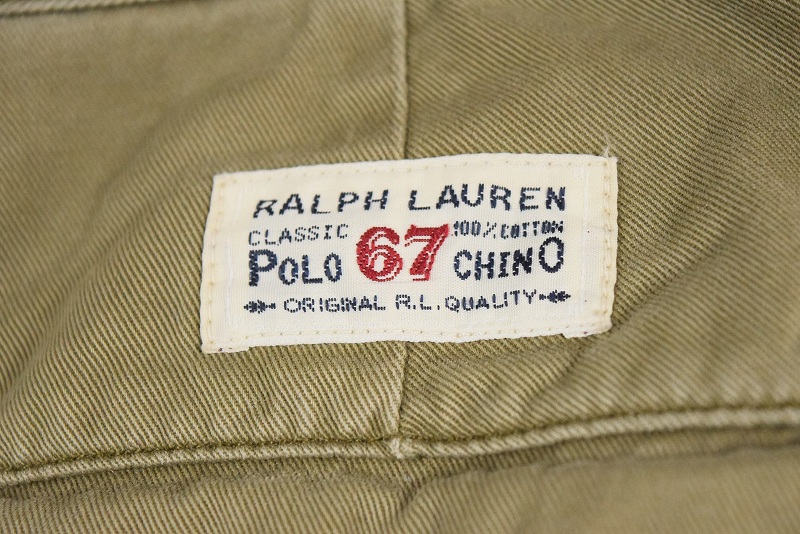 RALPH LAUREN
CLASSIC 67 100% COTTON
POLO CHINO
ORIGINAL R.L. QUALITY